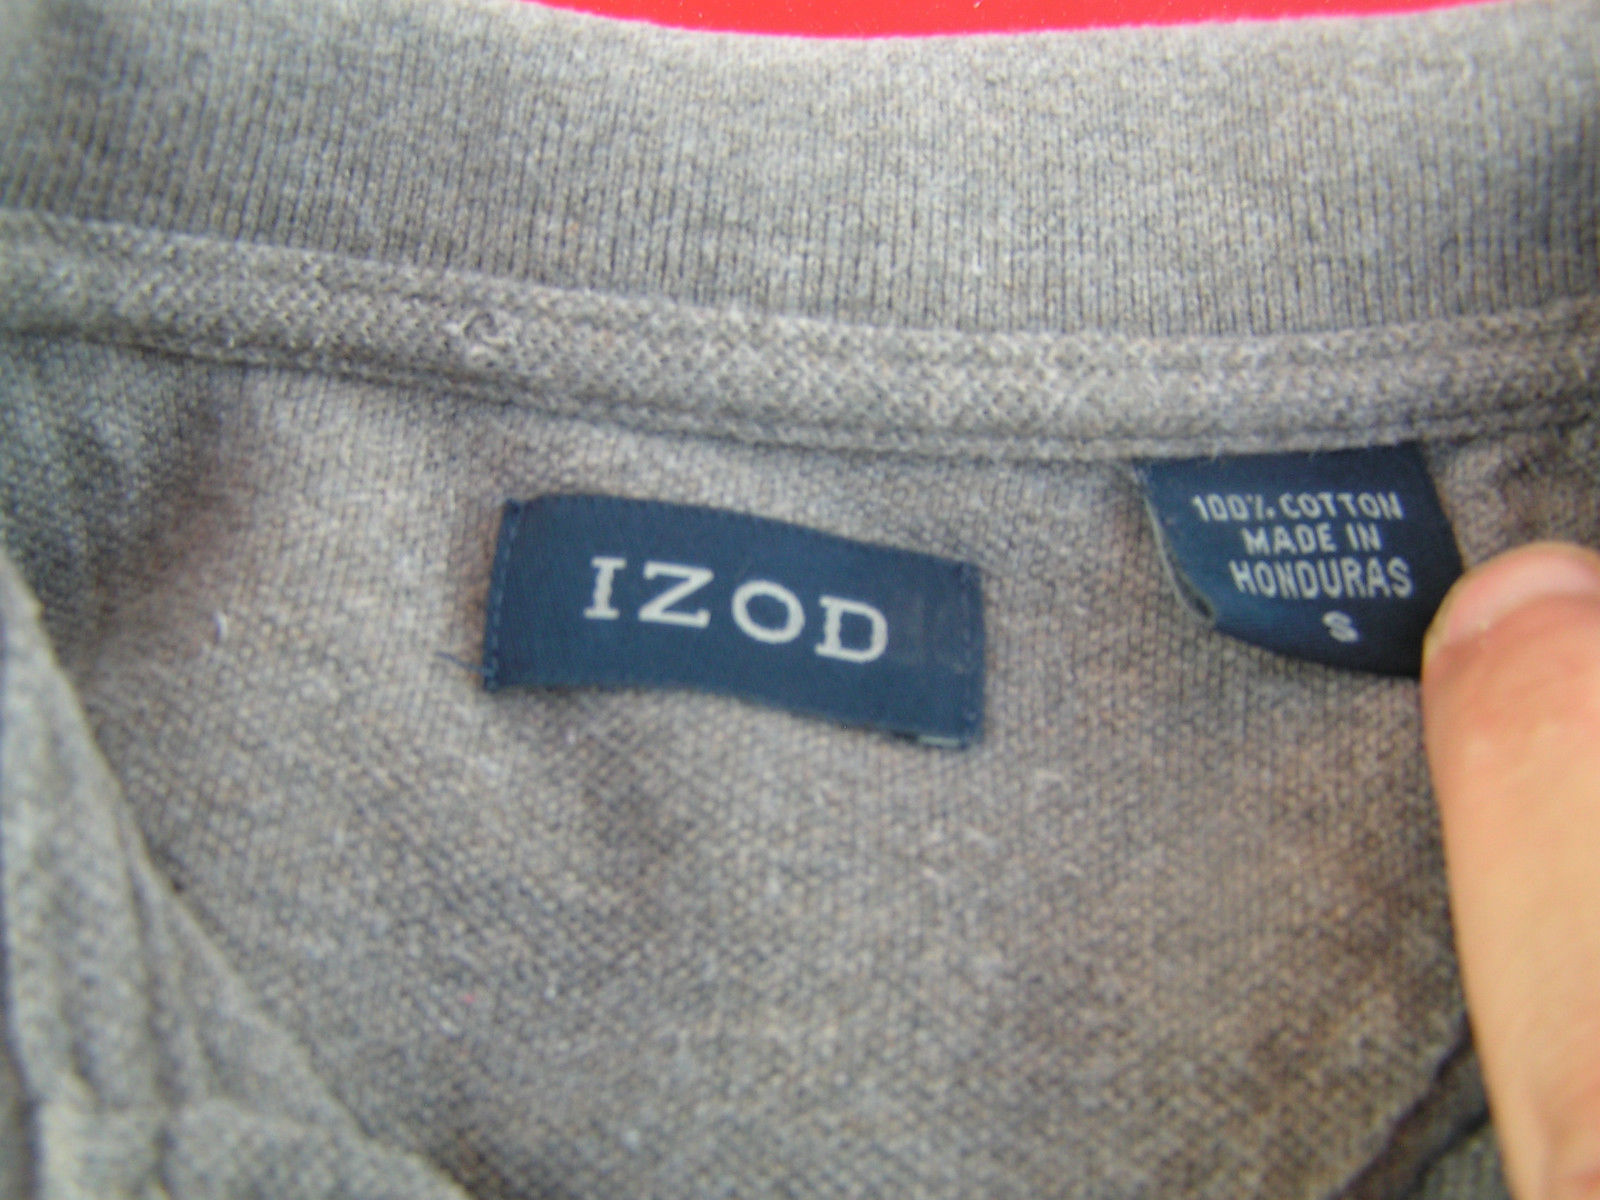 IZOD
100% COTTON
MADE IN
HONDURAS
S